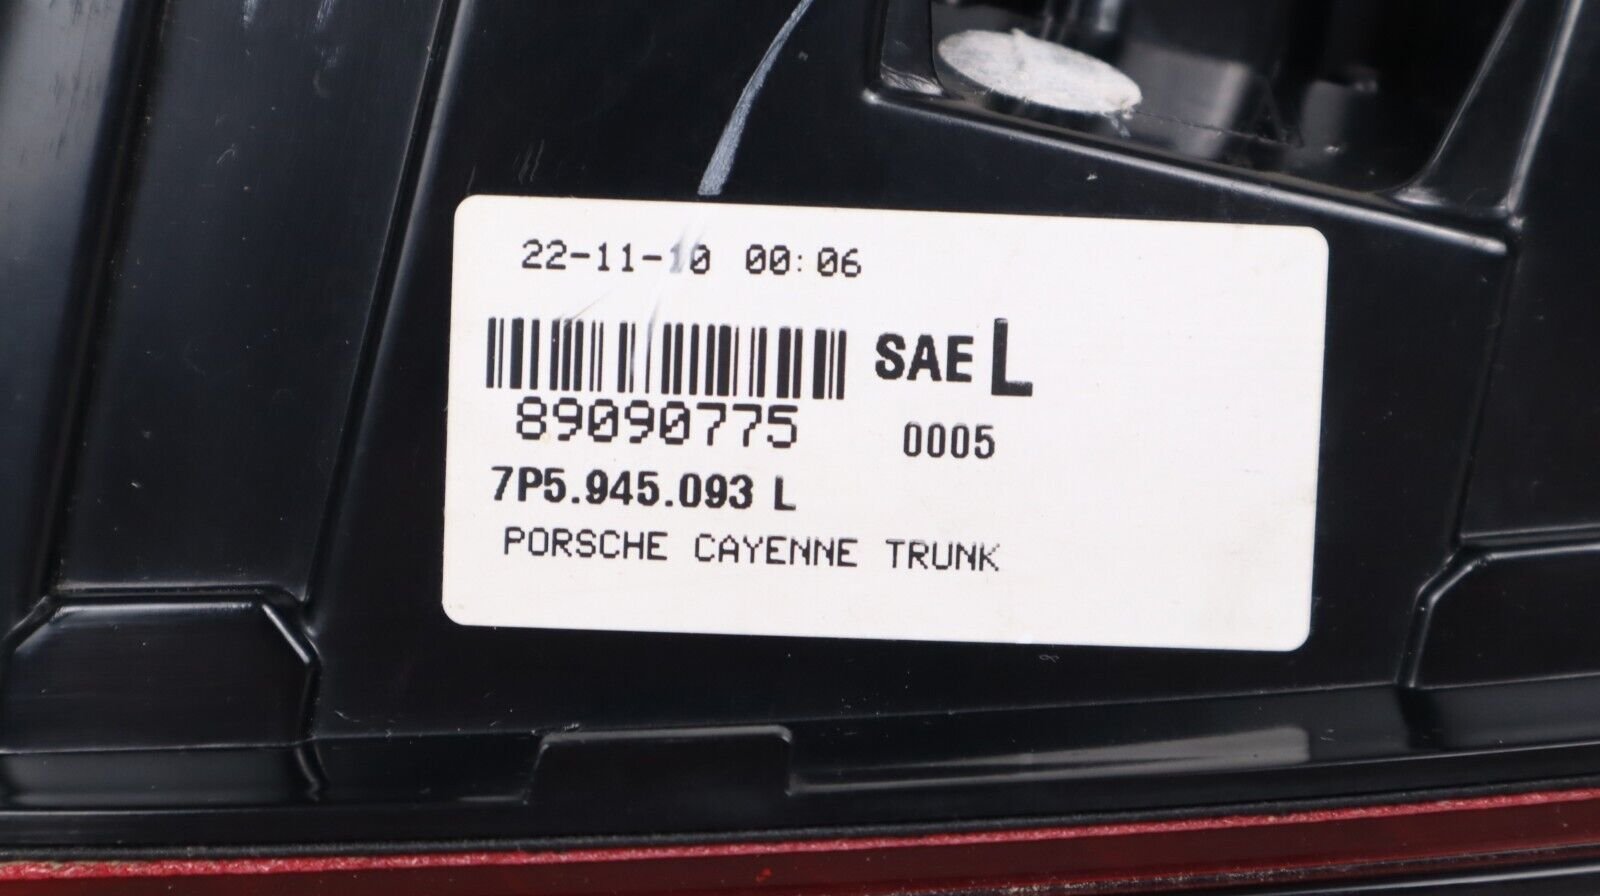 22-11-10 00:06
SAE L
89090775 0005
7P5.945.093 L
PORSCHE CAYENNE TRUNK